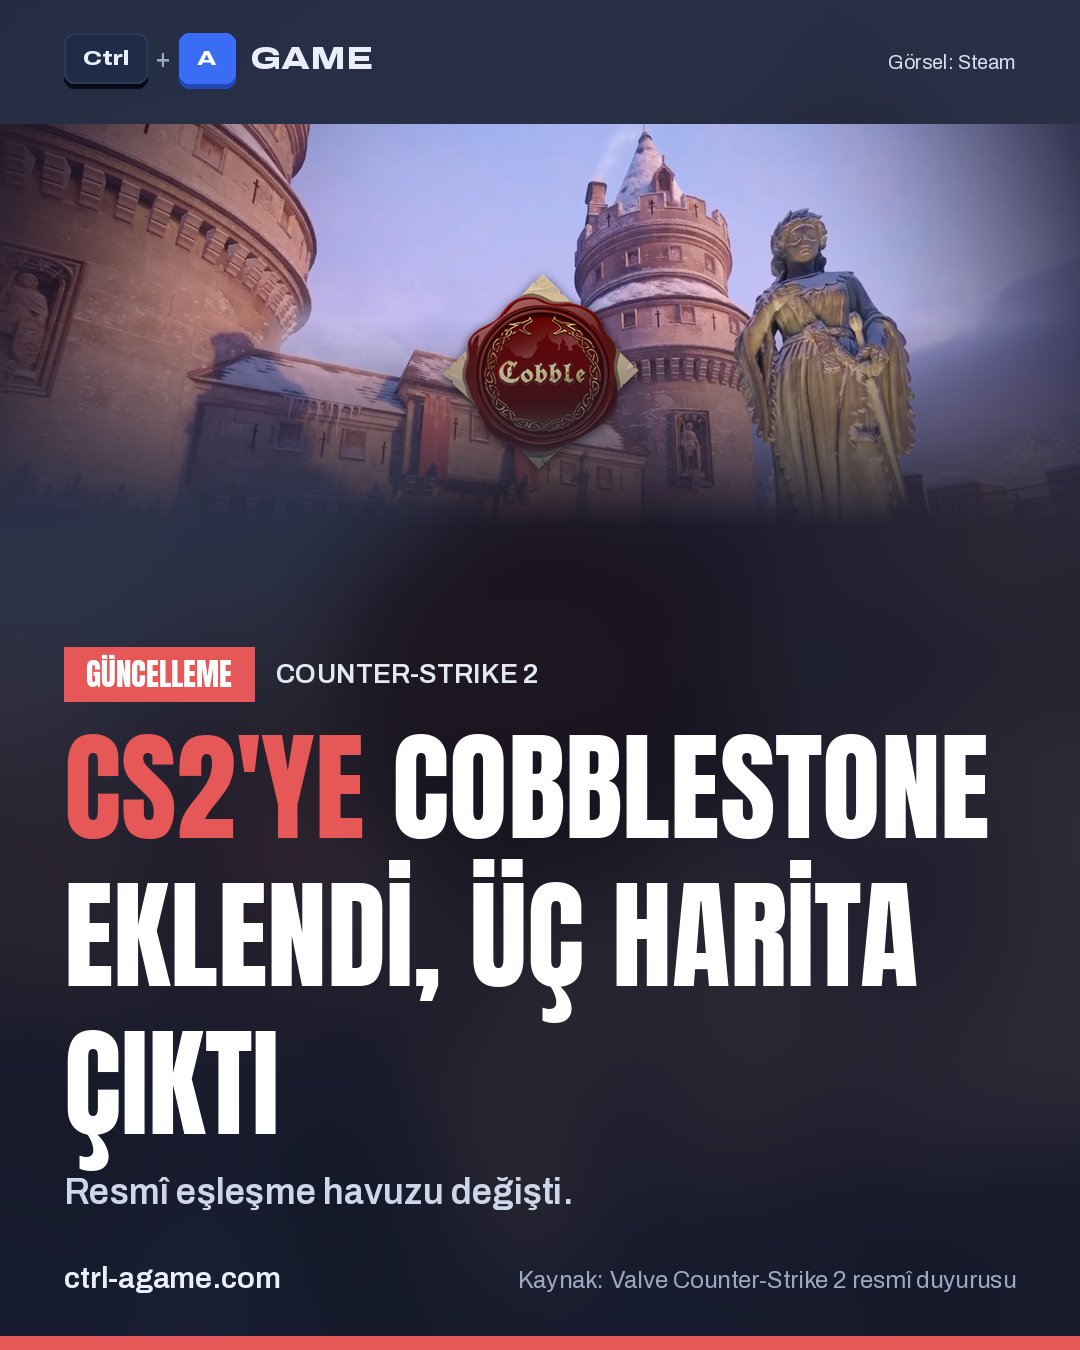 Ctrl + A GAME
Görsel: Steam
Cobble
GÜNCELLEME
COUNTER-STRIKE 2
CS2'YE COBBLESTONE
EKLENDİ, ÜÇ HARİTA
ÇIKTI
Resmî eşleşme havuzu değişti.
ctrl-agame.com
Kaynak: Valve Counter-Strike 2 resmî duyurusu